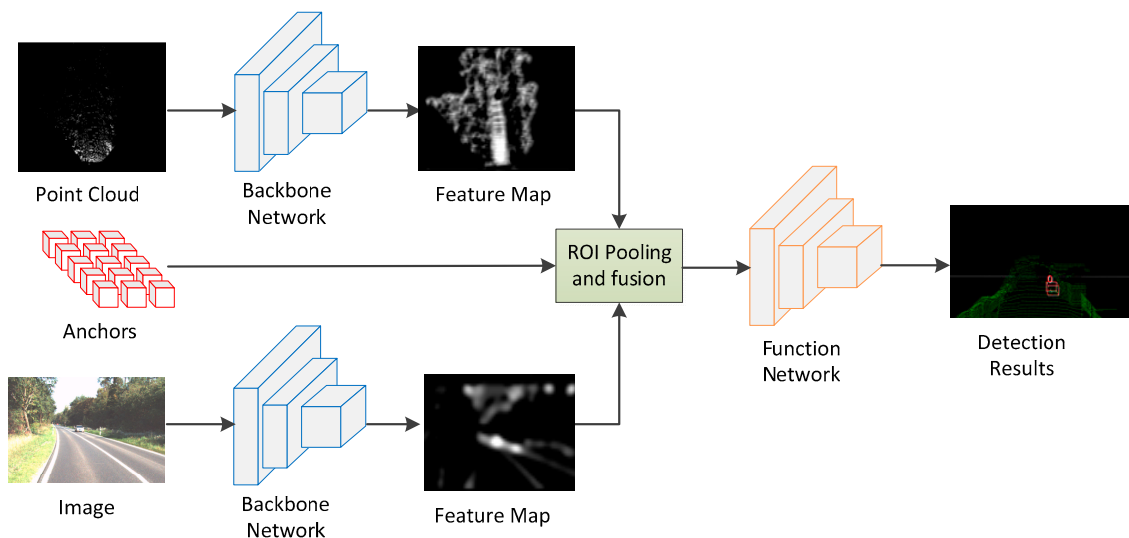 Point Cloud
Backbone
Network
Feature Map
Anchors
ROI Pooling
and fusion
Function
Network
Detection
Results
Image
Backbone
Network
Feature Map